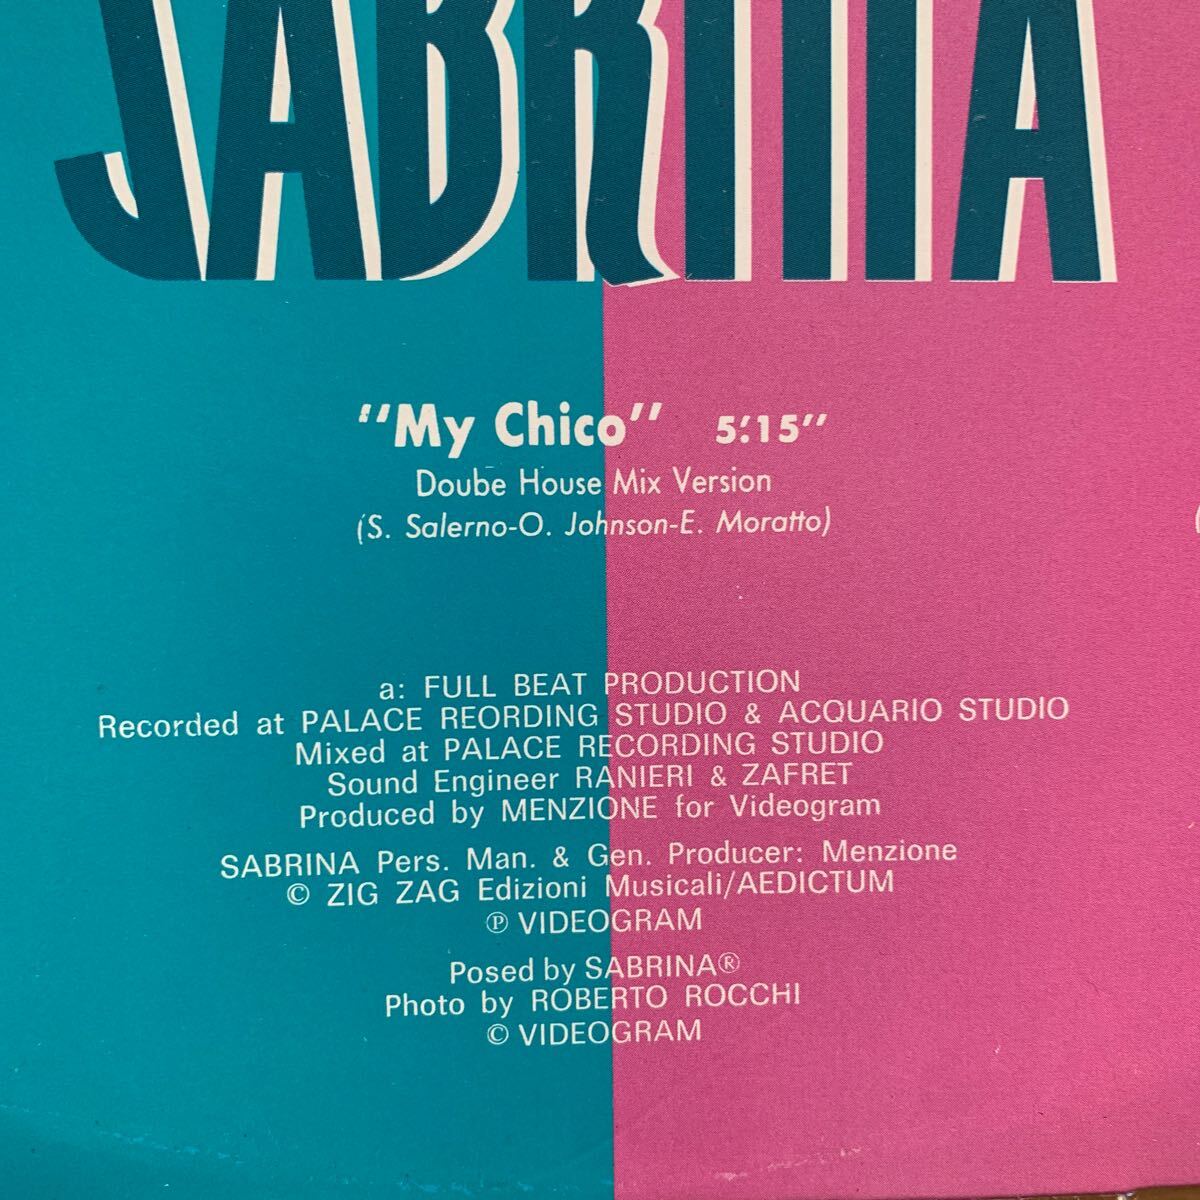 SABRINA
"My Chico" 5:'15"
Doube House Mix Version
(S. Salerno-O. Johnson-E. Moratto)
a: FULL BEAT PRODUCTION
Recorded at PALACE REORDING STUDIO & ACQUARIO STUDIO
Mixed at PALACE RECORDING STUDIO
Sound Engineer RANIERI & ZAFRET
Produced by MENZIONE for Videogram
SABRINA Pers. Man. & Gen. Producer: Menzione
© ZIG ZAG Edizioni Musicali/AEDICTUM
℗ VIDEOGRAM
Posed by SABRINA®
Photo by ROBERTO ROCCHI
© VIDEOGRAM